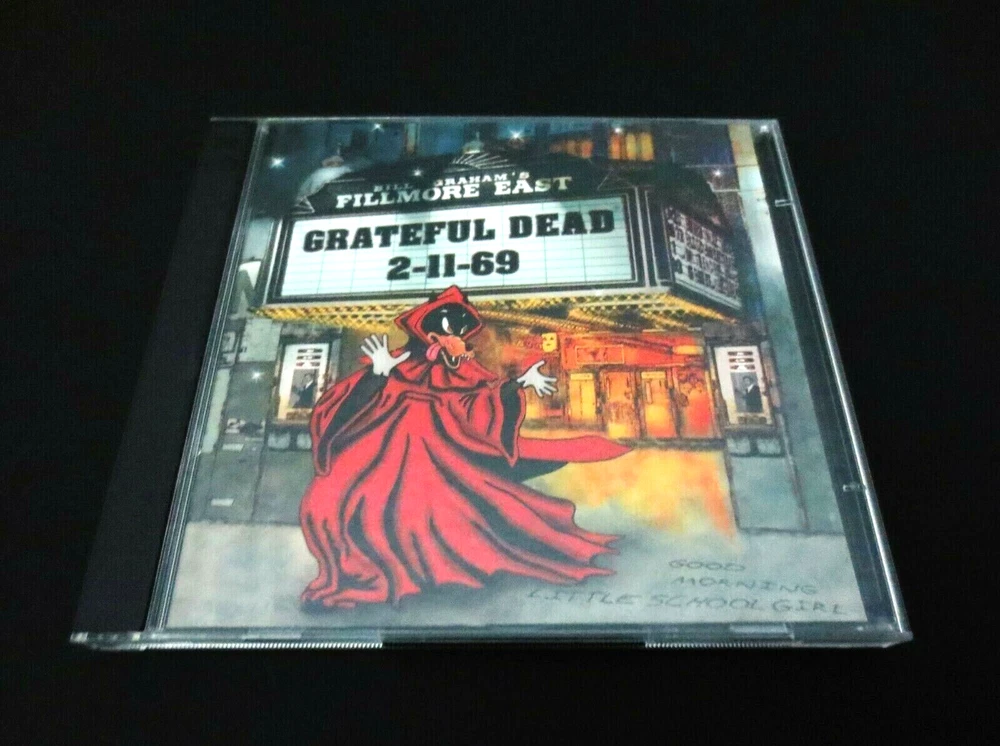 BILL GRAHAM'S
FILLMORE EAST
GRATEFUL DEAD
2-11-69
GOOD
MORNING
LITTLE SCHOOL GIRL